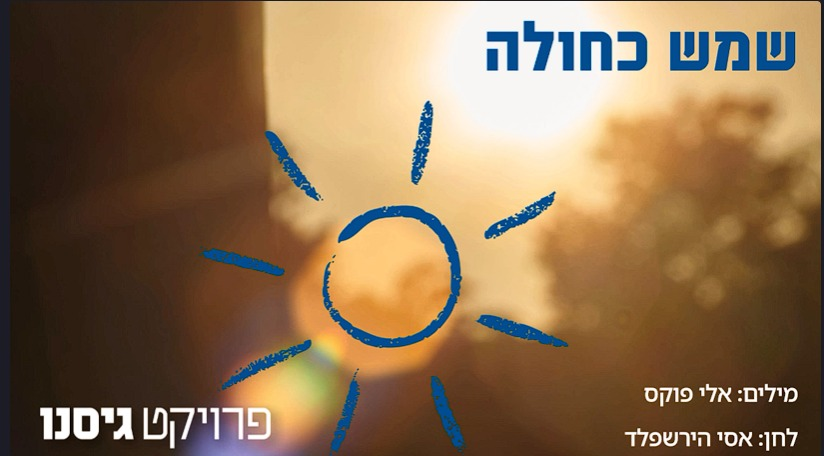 שמש כחולה
מילים: אלי פוקס
לחן: אסי הירשפלד
פרויקט גיסנו